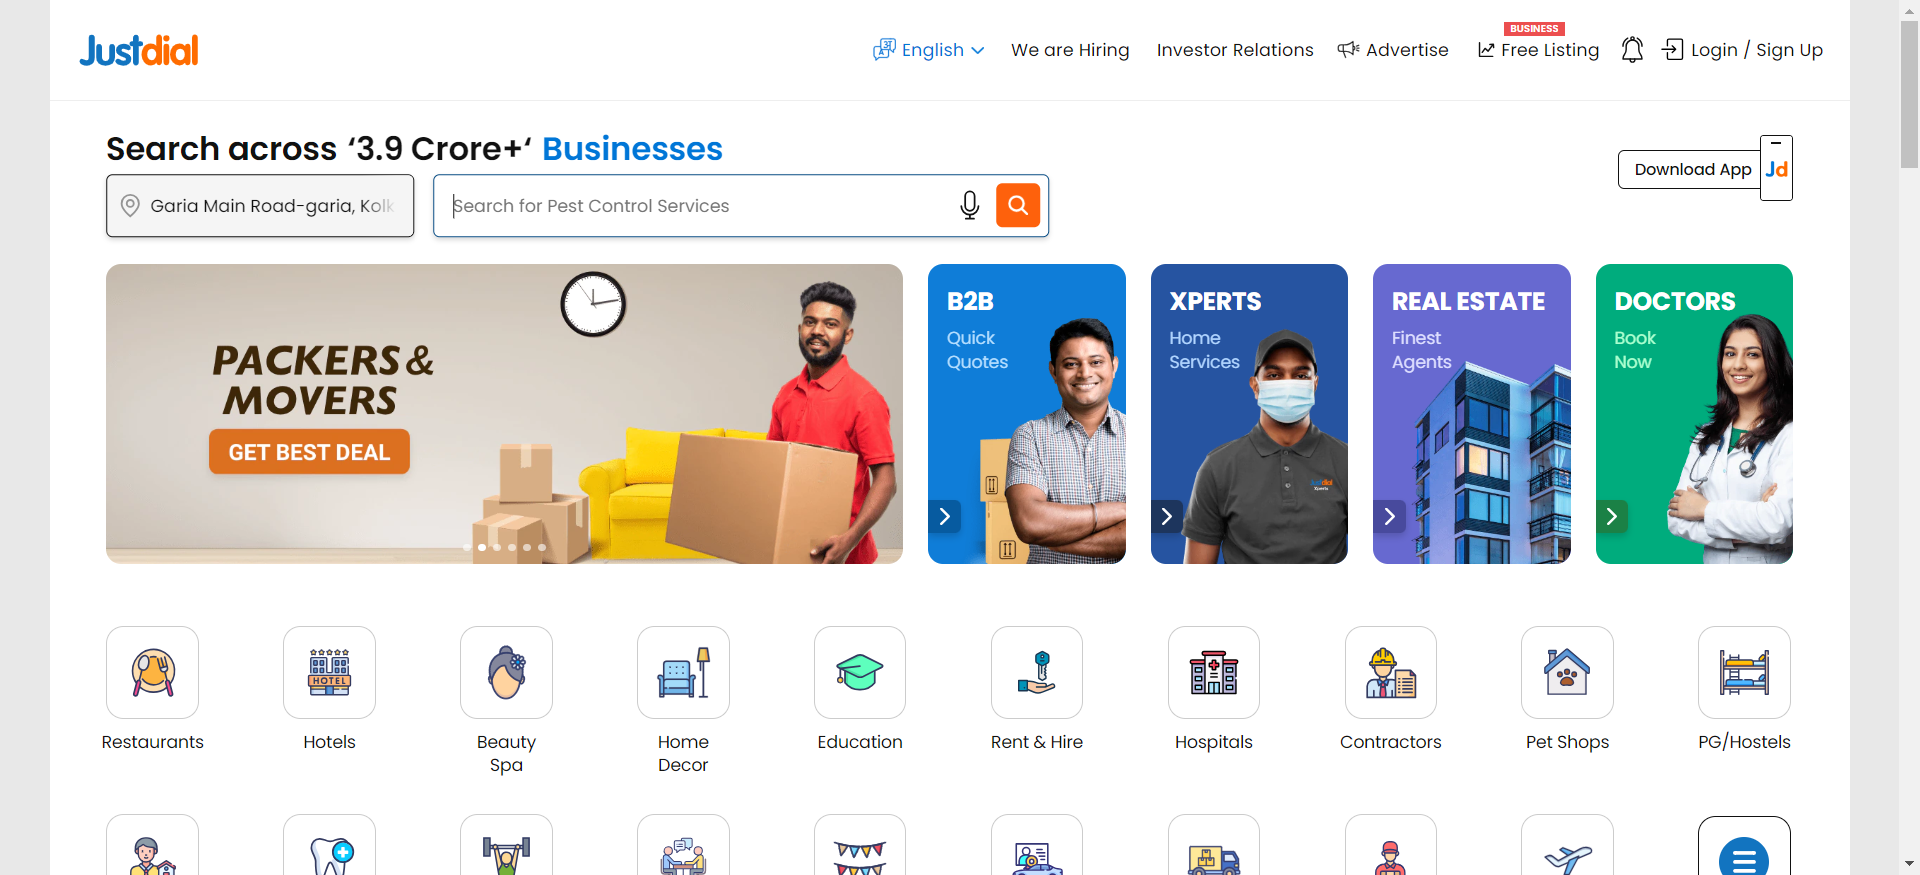 Justdial
English
We are Hiring
Investor Relations
Advertise
BUSINESS
Free Listing
Login / Sign Up
Search across ‘3.9 Crore+‘ Businesses
Download App
Jd
Garia Main Road-garia, Kolk
Search for Pest Control Services
PACKERS &
MOVERS
GET BEST DEAL
B2B
Quick
Quotes
XPERTS
Home
Services
Justdial
Xperts
REAL ESTATE
Finest
Agents
DOCTORS
Book
Now
HOTEL
Restaurants
Hotels
Beauty
Spa
Home
Decor
Education
Rent & Hire
Hospitals
Contractors
Pet Shops
PG/Hostels